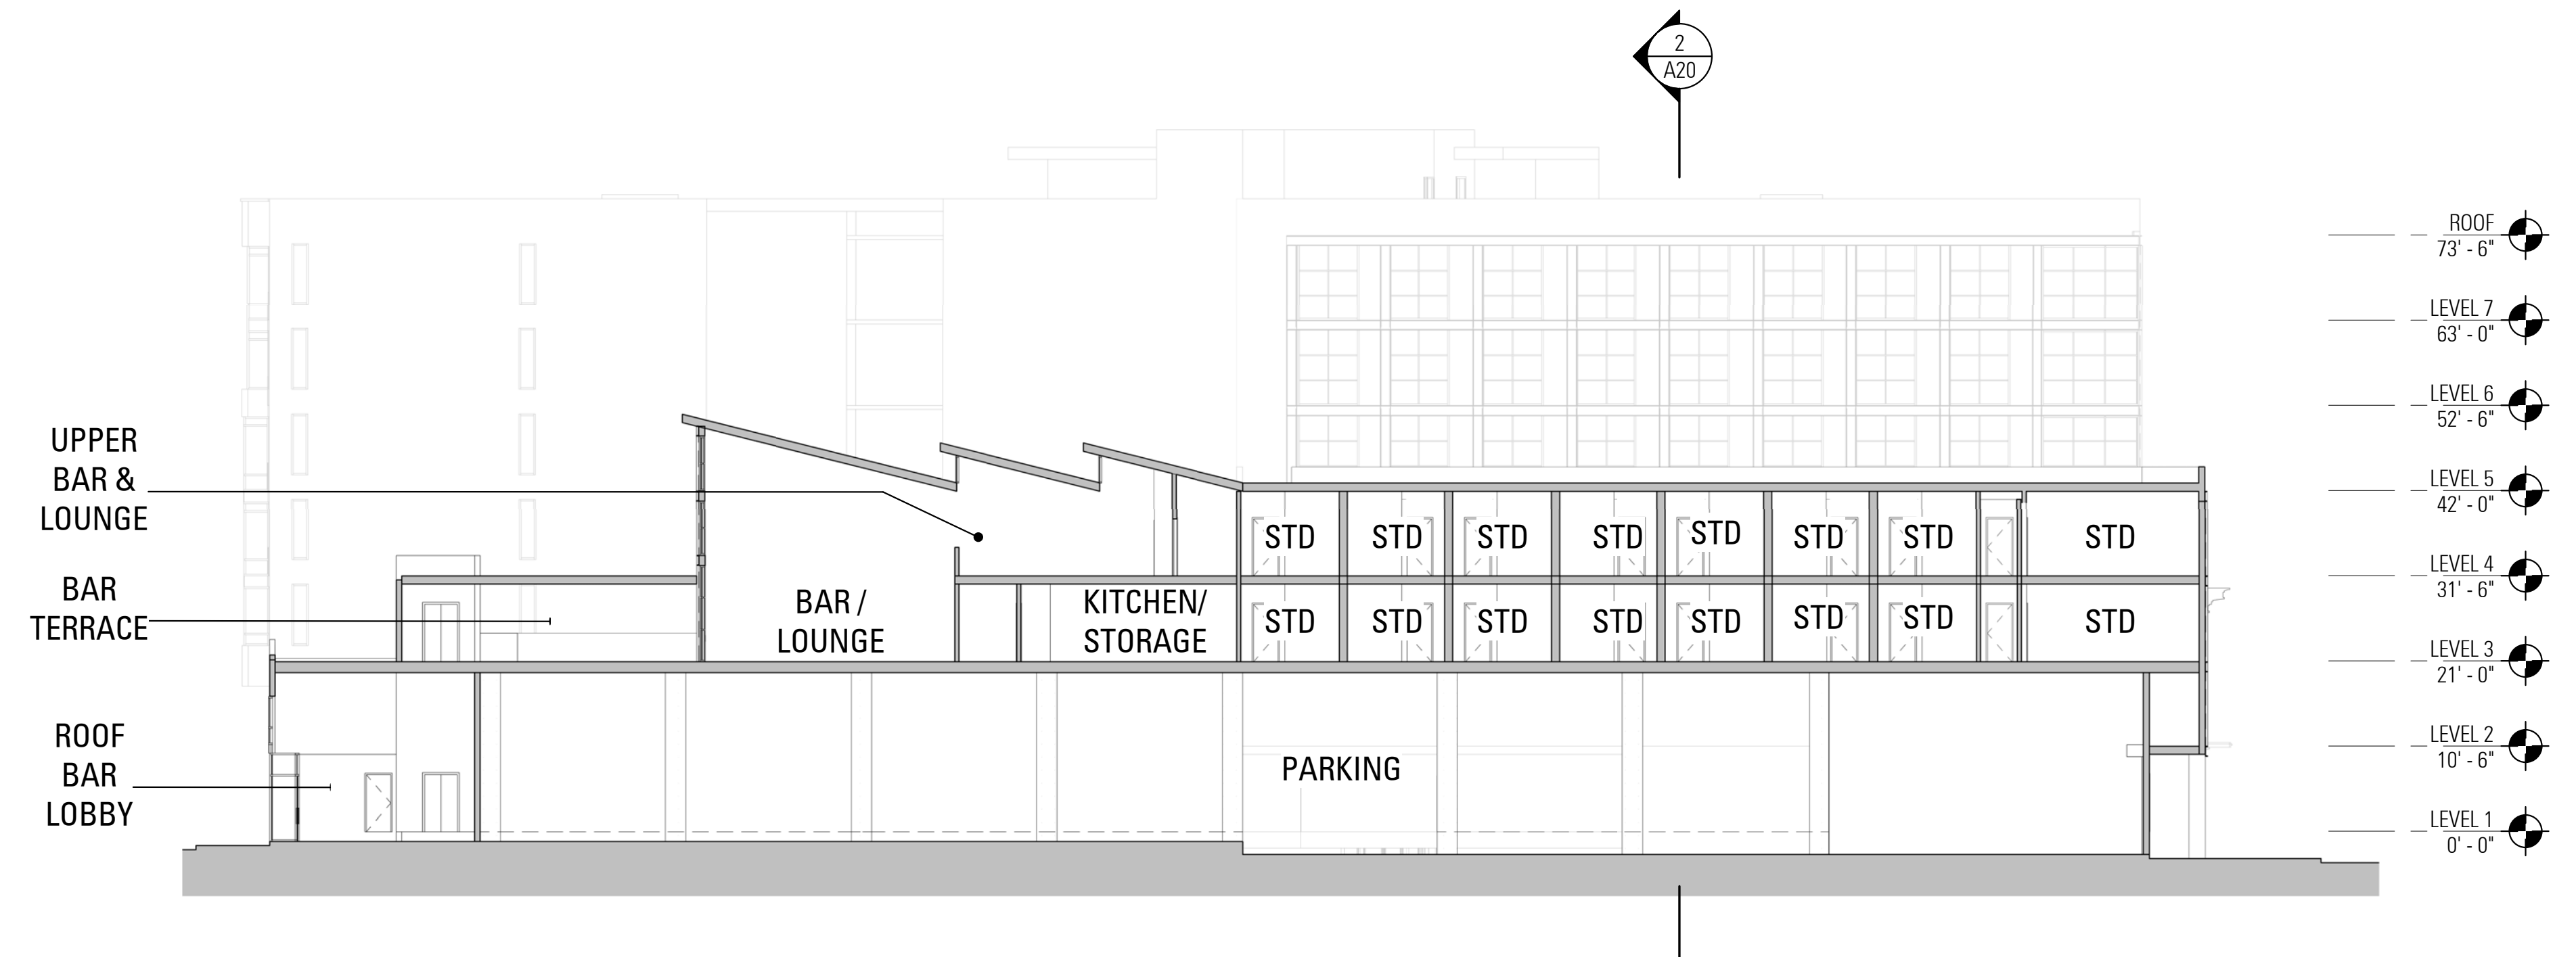 2
A20
ROOF
73' - 6"
LEVEL 7
63' - 0"
LEVEL 6
52' - 6"
LEVEL 5
42' - 0"
LEVEL 4
31' - 6"
LEVEL 3
21' - 0"
LEVEL 2
10' - 6"
LEVEL 1
0' - 0"
UPPER
BAR &
LOUNGE
BAR
TERRACE
ROOF
BAR
LOBBY
BAR /
LOUNGE
KITCHEN/
STORAGE
STD STD STD STD STD STD STD STD
STD STD STD STD STD STD STD STD
PARKING